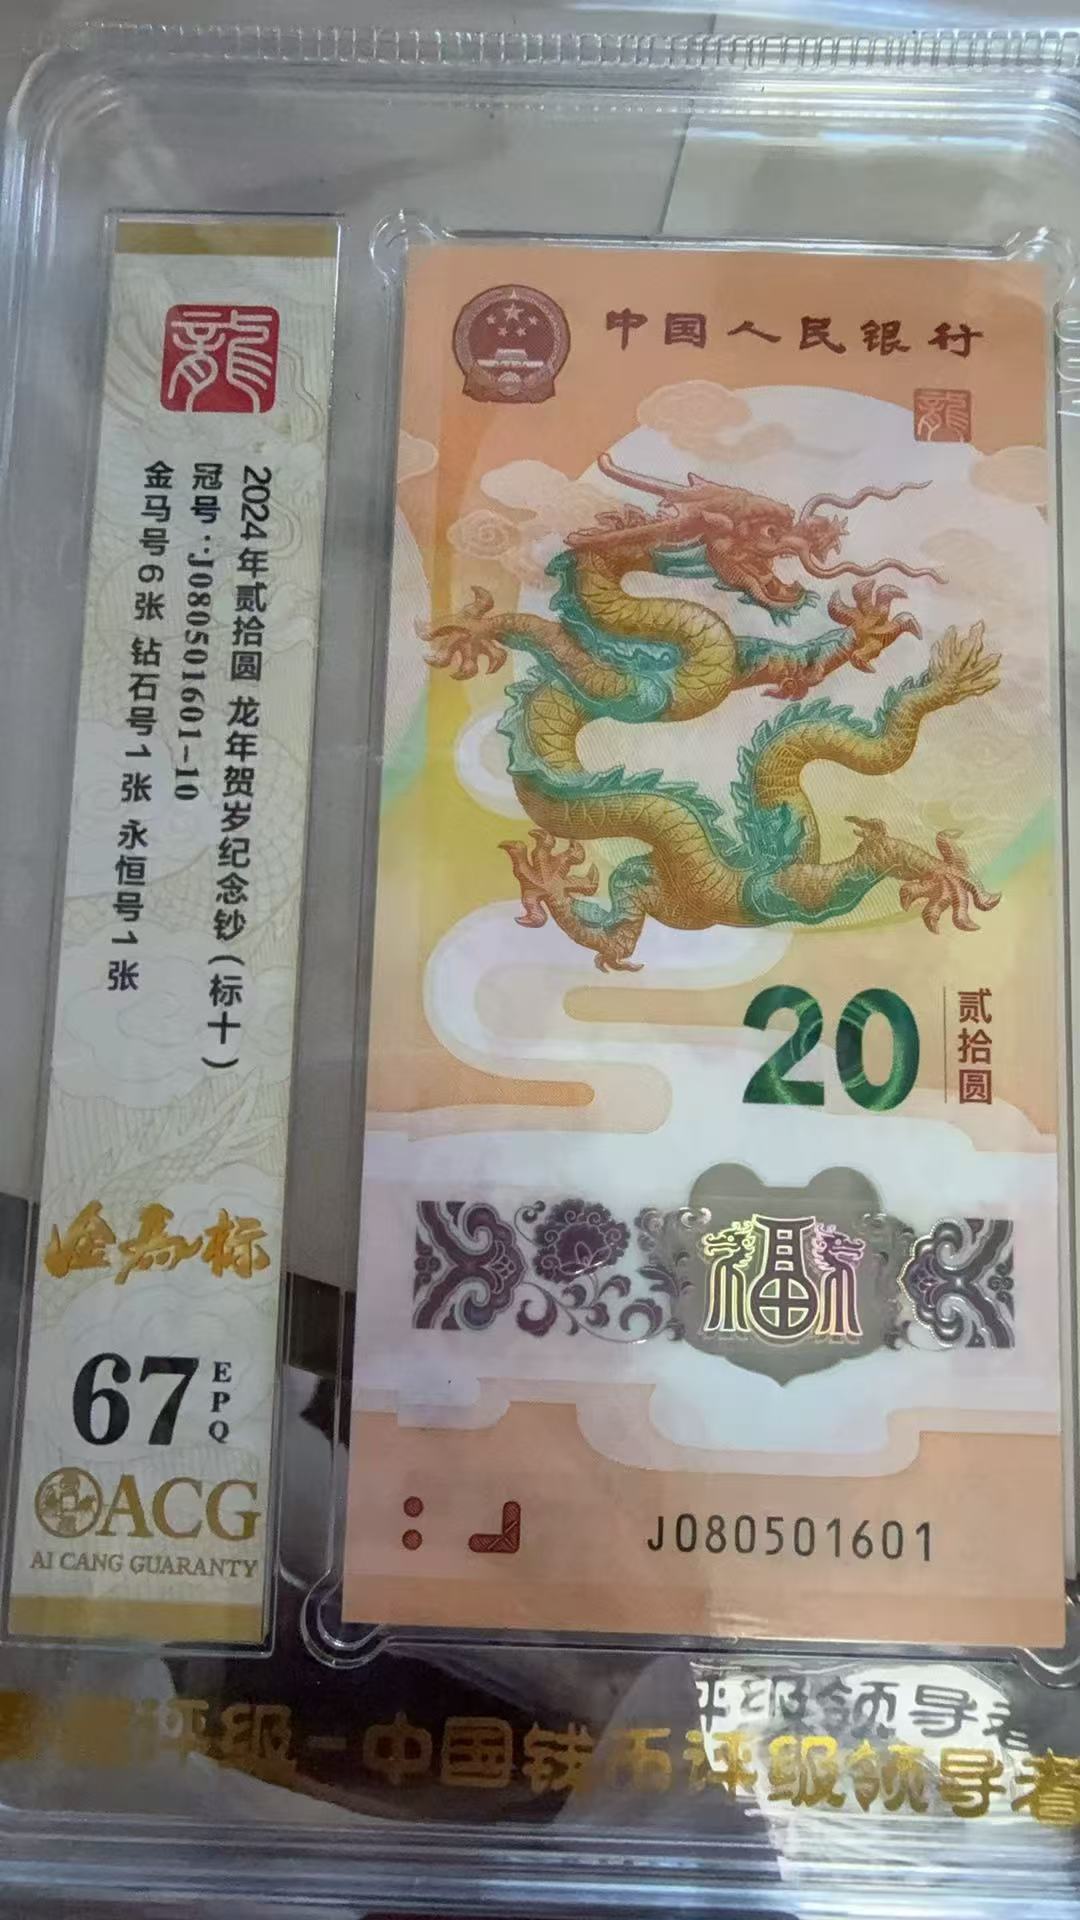 龍
2024年贰拾圆 龙年贺岁纪念钞(标十)
冠号:J080501601-10
金马号6张 钻石号1张 永恒号1张
金马标
67
EPQ
ACG
AI CANG GUARANTY
中国人民银行
龍
20
贰拾圆
福
J080501601
评级领导者
评级-中国钱币评级领导者